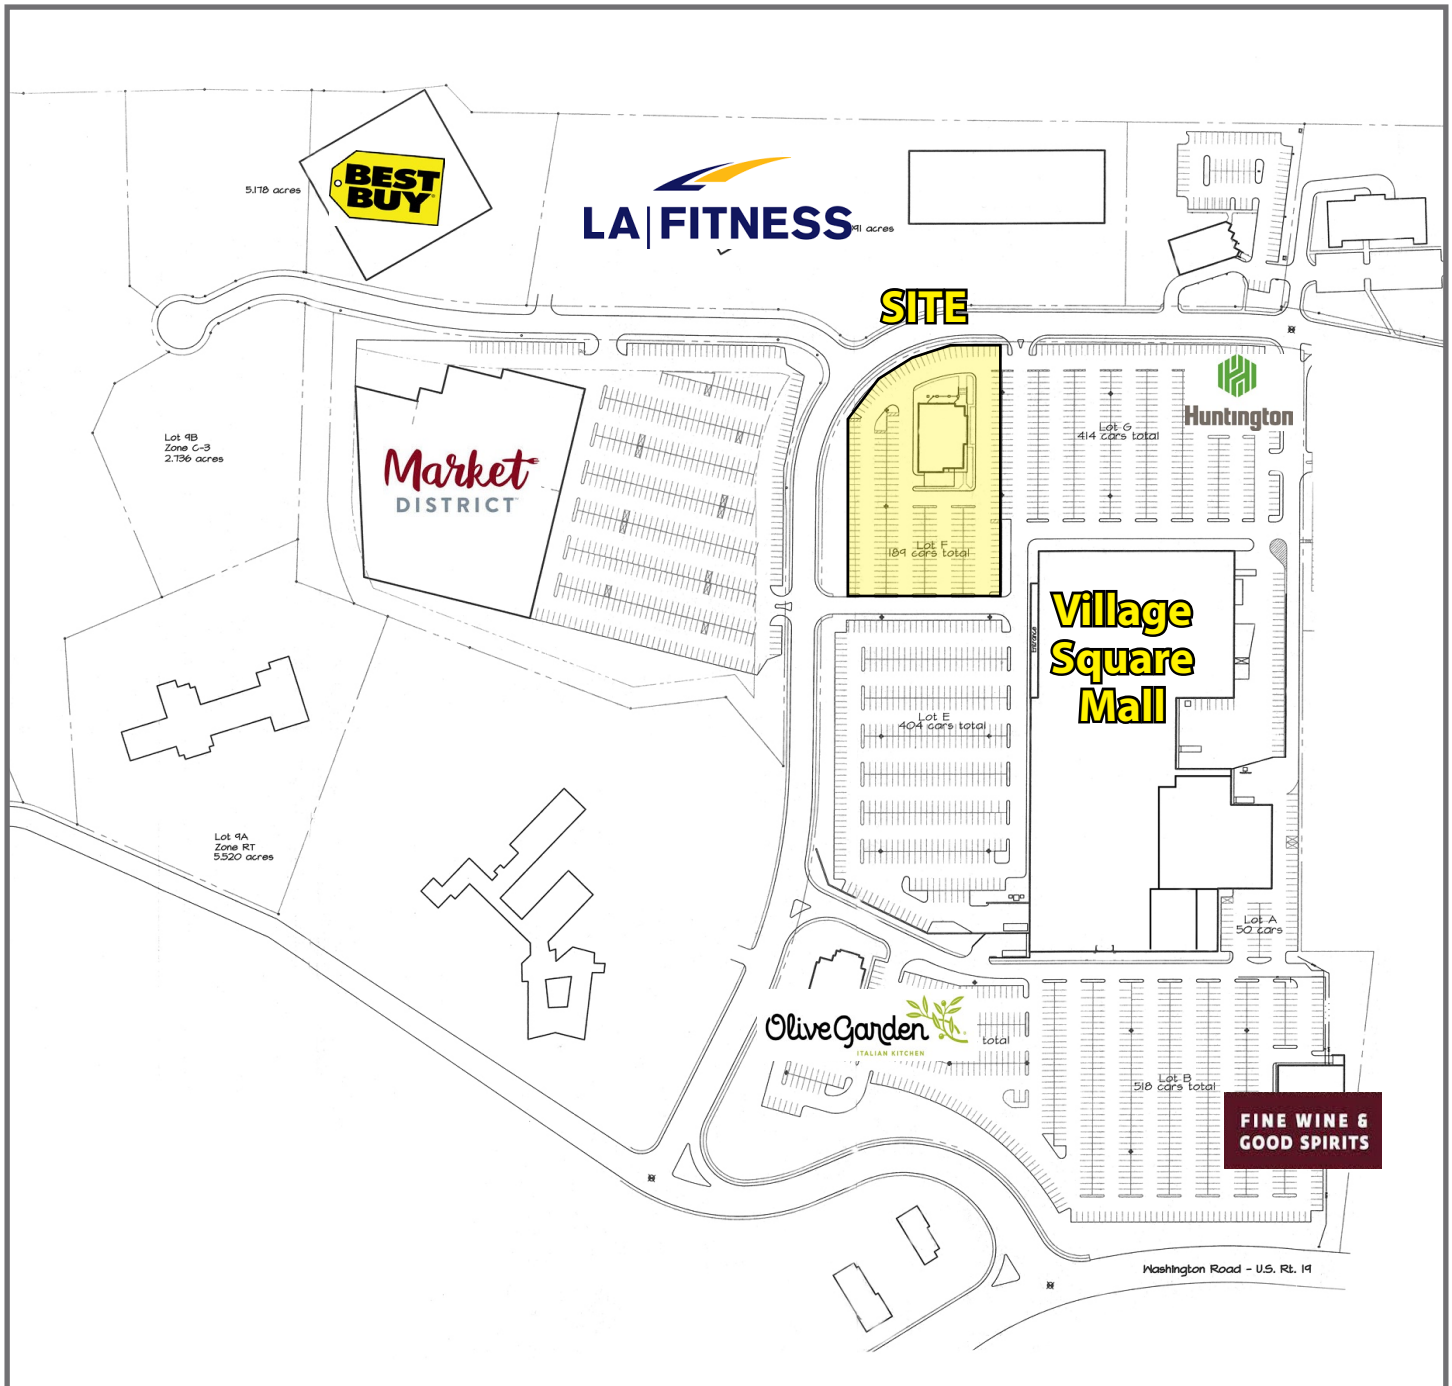 BEST
BUY
5.178 acres
LA FITNESS
acres
SITE
Huntington
Lot G
414 cars total
Lot 9B
Zone C-3
2.736 acres
Market
DISTRICT
Lot F
189 cars total
Village
Square
Mall
Entrance
Lot E
404 cars total
Lot 9A
Zone RT
5.520 acres
Lot A
50 cars
Olive Garden
ITALIAN KITCHEN
total
Lot B
518 cars total
FINE WINE &
GOOD SPIRITS
Washington Road - U.S. Rt. 19